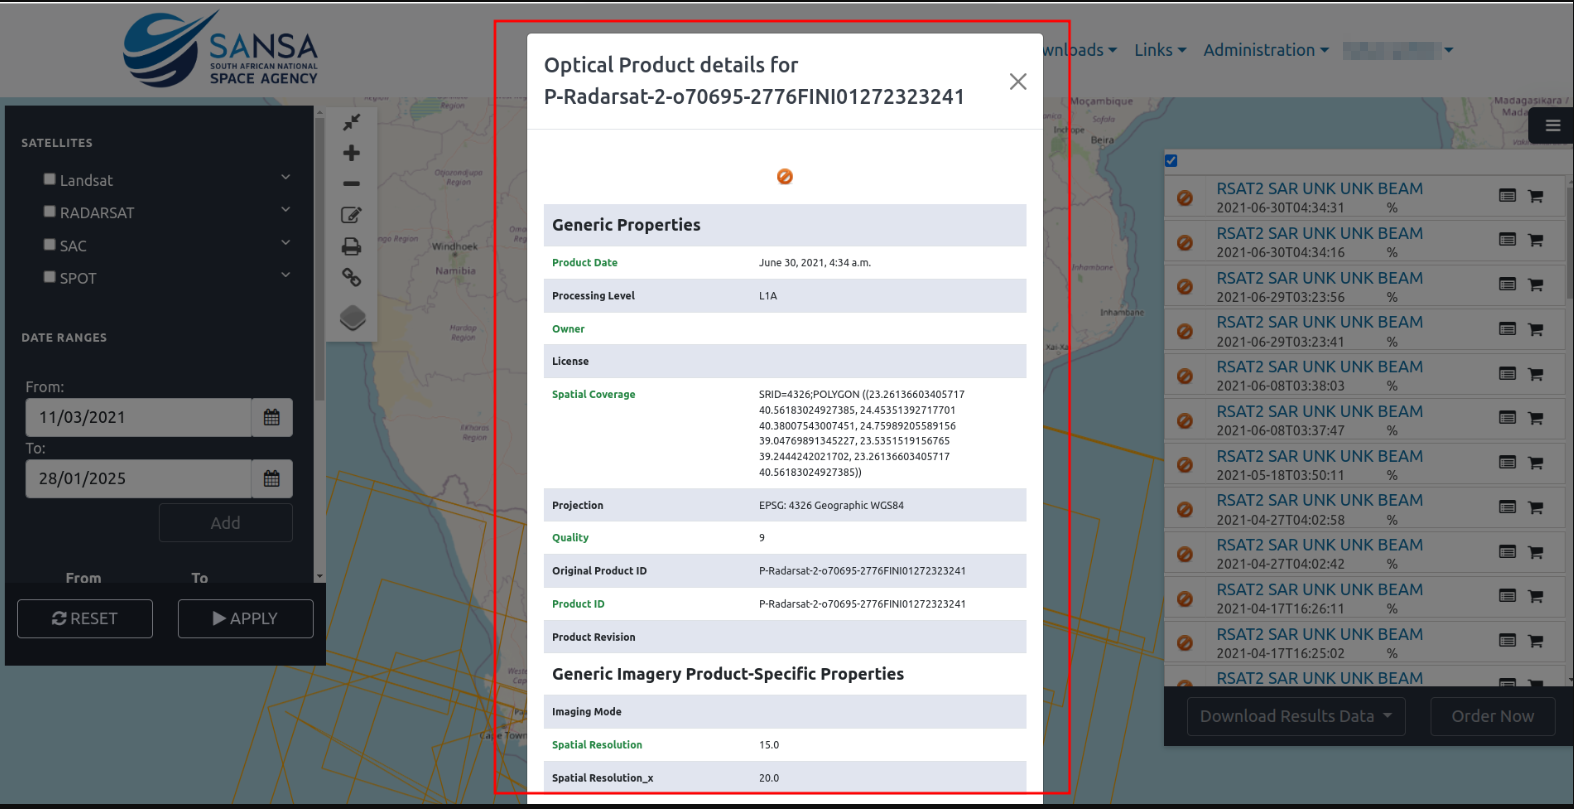 SANSA
SOUTH AFRICAN NATIONAL
SPACE AGENCY
wnloads
Links
Administration
SATELLITES
Landsat
RADARSAT
SAC
SPOT
DATE RANGES
From:
11/03/2021
To:
28/01/2025
Add
From To
RESET
APPLY
Optical Product details for
P-Radarsat-2-o70695-2776FINI01272323241
Generic Properties
Product Date June 30, 2021, 4:34 a.m.
Processing Level L1A
Owner
License
Spatial Coverage SRID=4326;POLYGON ((23.26136603405717
40.56183024927385, 24.45351392717701
40.38007543007451, 24.75989205589156
39.04769891345227, 23.5351519156765
39.2444242021702, 23.26136603405717
40.56183024927385))
Projection EPSG: 4326 Geographic WGS84
Quality 9
Original Product ID P-Radarsat-2-o70695-2776FINI01272323241
Product ID P-Radarsat-2-o70695-2776FINI01272323241
Product Revision
Generic Imagery Product-Specific Properties
Imaging Mode
Spatial Resolution 15.0
Spatial Resolution_x 20.0
RSAT2 SAR UNK UNK BEAM
2021-06-30T04:34:31 %
RSAT2 SAR UNK UNK BEAM
2021-06-30T04:34:16 %
RSAT2 SAR UNK UNK BEAM
2021-06-29T03:23:56 %
RSAT2 SAR UNK UNK BEAM
2021-06-29T03:23:41 %
RSAT2 SAR UNK UNK BEAM
2021-06-08T03:38:03 %
RSAT2 SAR UNK UNK BEAM
2021-06-08T03:37:47 %
RSAT2 SAR UNK UNK BEAM
2021-05-18T03:50:11 %
RSAT2 SAR UNK UNK BEAM
2021-04-27T04:02:58 %
RSAT2 SAR UNK UNK BEAM
2021-04-27T04:02:42 %
RSAT2 SAR UNK UNK BEAM
2021-04-17T16:26:11 %
RSAT2 SAR UNK UNK BEAM
2021-04-17T16:25:02 %
RSAT2 SAR UNK UNK BEAM
Download Results Data
Order Now
Moçambique
Sofala
Beira
Inhambane
Inhambane
Madagasikara /
Otjozondjupa
Region
Windhoek
Namibia
Hardap
Region
ǁKharas
Region
Cape Town